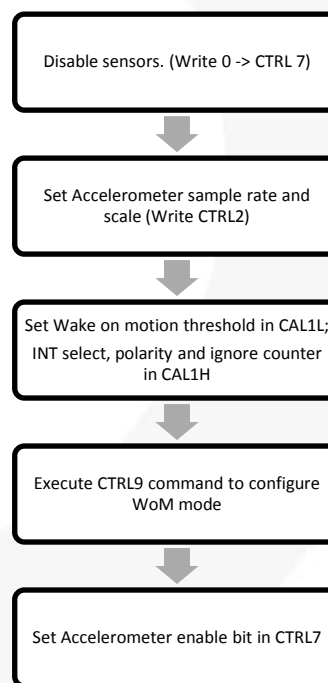 Disable sensors. (Write 0 -> CTRL 7)
Set Accelerometer sample rate and
scale (Write CTRL2)
Set Wake on motion threshold in CAL1L;
INT select, polarity and ignore counter
in CAL1H
Execute CTRL9 command to configure
WoM mode
Set Accelerometer enable bit in CTRL7